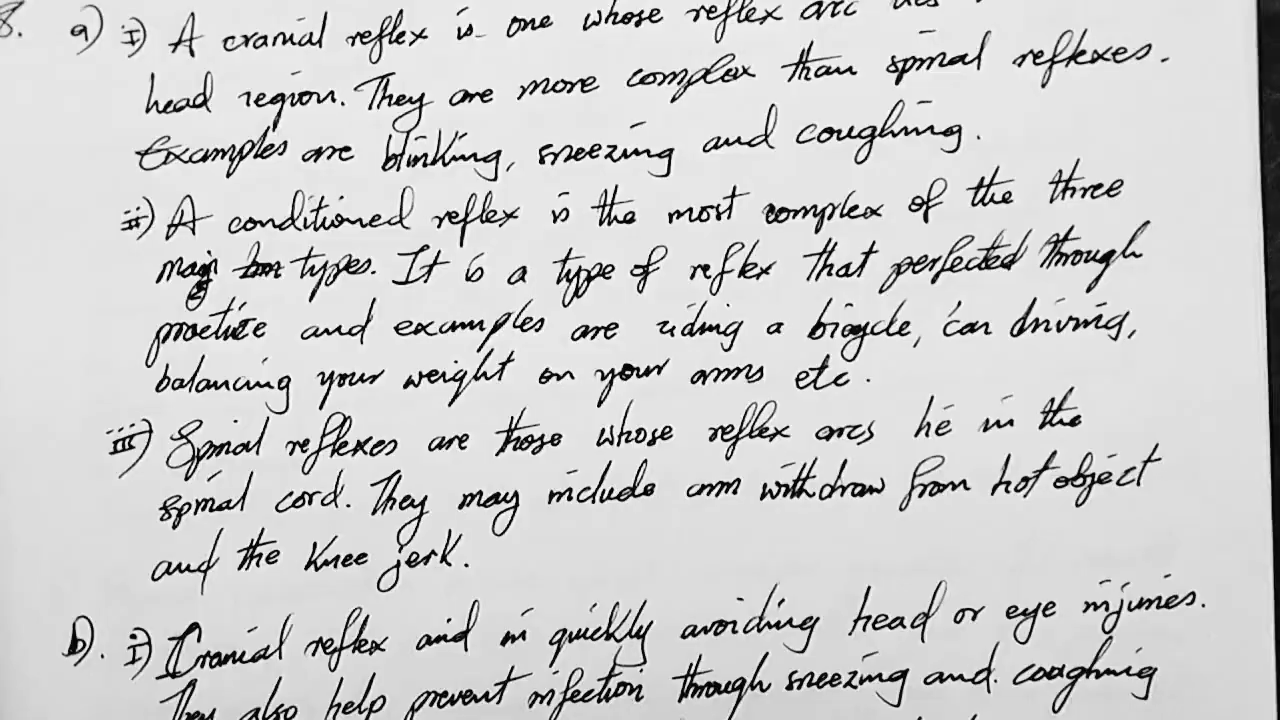 8. a) i) A cranial reflex is one whose reflex arc lies
head region. They are more complex than spinal reflexes.
Examples are blinking, sneezing and coughing.
ii) A conditioned reflex is the most complex of the three
main types. It is a type of reflex that perfected through
practice and examples are riding a bicycle, car driving,
balancing your weight on your arms etc.
iii) Spinal reflexes are those whose reflex arcs lie in the
spinal cord. They may include arm withdraw from hot object
and the knee jerk.
b). i) Cranial reflex aid in quickly avoiding head or eye injuries.
They also help prevent infection through sneezing and coughing